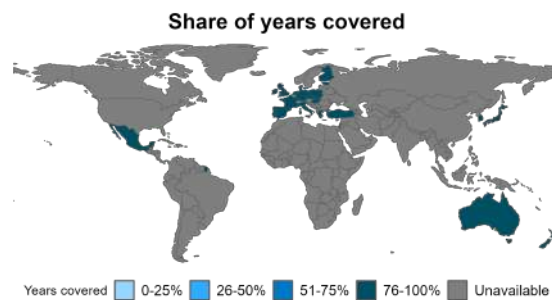 Share of years covered
Years covered 0-25% 26-50% 51-75% 76-100% Unavailable